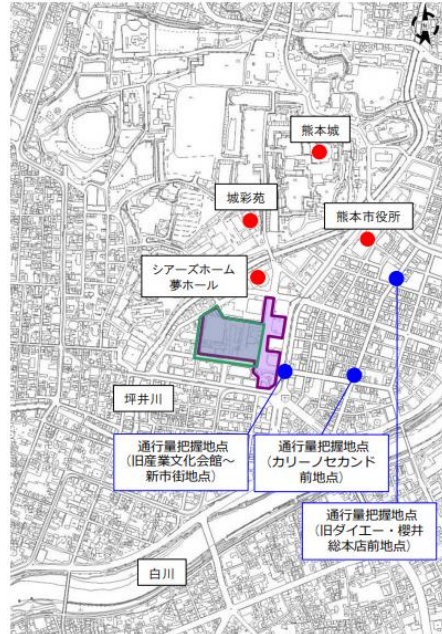 熊本城
城彩苑
熊本市役所
シアーズホーム
夢ホール
坪井川
通行量把握地点
(旧産業文化会館～
新市街地点)
通行量把握地点
(カリーノセカンド
前地点)
通行量把握地点
(旧ダイエー・櫻井
総本店前地点)
白川